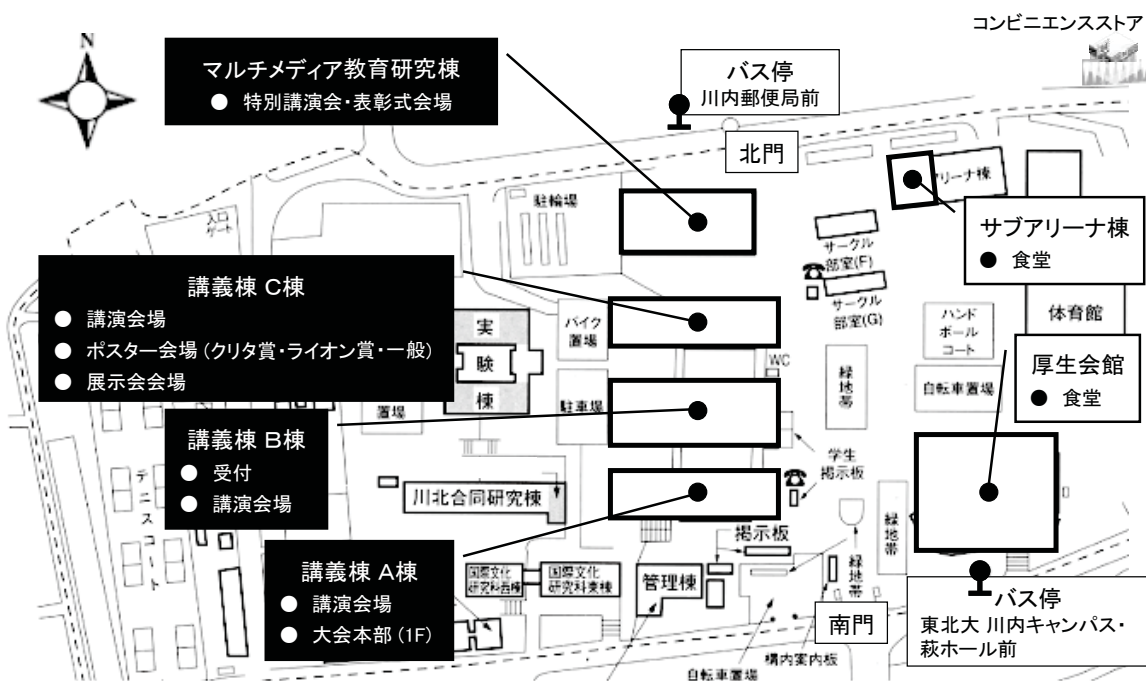 コンビニエンスストア
N
マルチメディア教育研究棟
● 特別講演会・表彰式会場
バス停
川内郵便局前
北門
アリーナ棟
駐輪場
入口
ゲート
サークル
部室(F)
サブアリーナ棟
● 食堂
講義棟 C棟
● 講演会場
● ポスター会場 (クリタ賞・ライオン賞・一般)
● 展示会会場
サークル
部室(G)
バイク
置場
実
験
棟
ハンド
ボール
コート
体育館
WC
厚生会館
● 食堂
緑地帯
自転車置場
置場
駐車場
講義棟 B棟
● 受付
● 講演会場
学生
掲示板
テニスコート
川北合同研究棟
緑地帯
掲示板
講義棟 A棟
● 講演会場
● 大会本部 (1F)
国際文化
研究科西棟
国際文化
研究科東棟
管理棟
緑地帯
南門
バス停
東北大 川内キャンパス・
萩ホール前
構内案内板
自転車置場